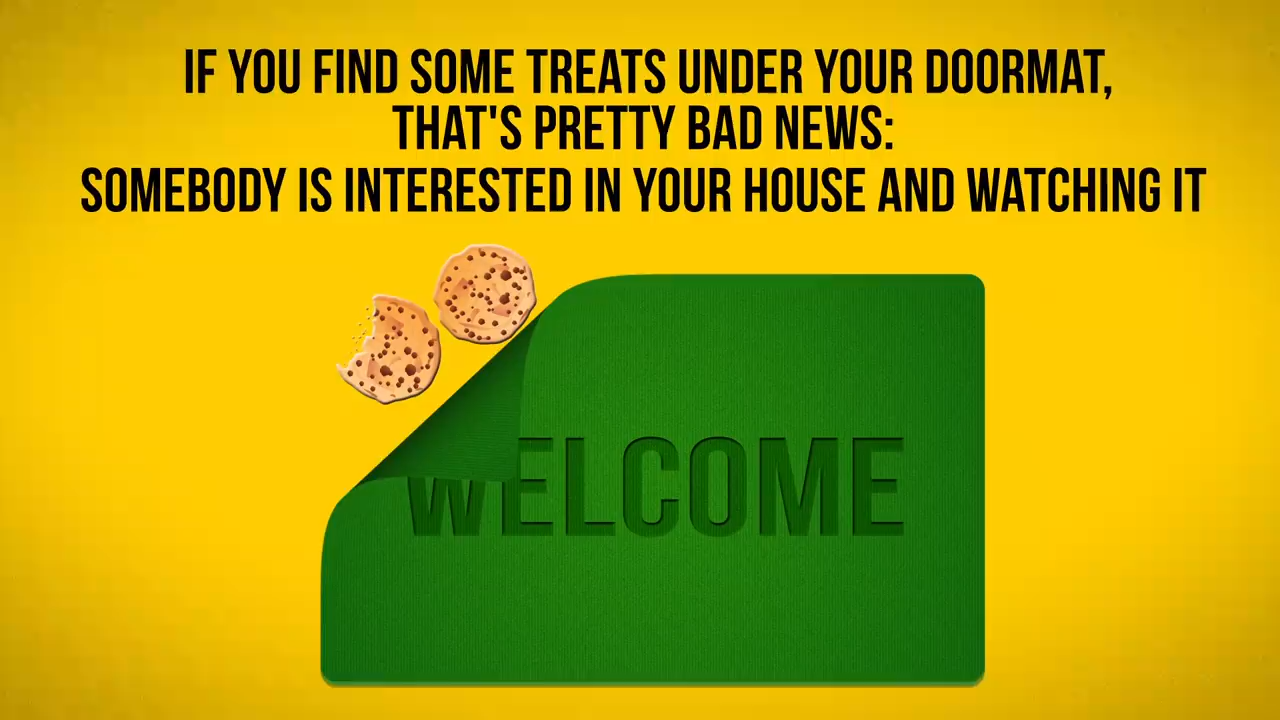 IF YOU FIND SOME TREATS UNDER YOUR DOORMAT,
THAT'S PRETTY BAD NEWS:
SOMEBODY IS INTERESTED IN YOUR HOUSE AND WATCHING IT
WELCOME